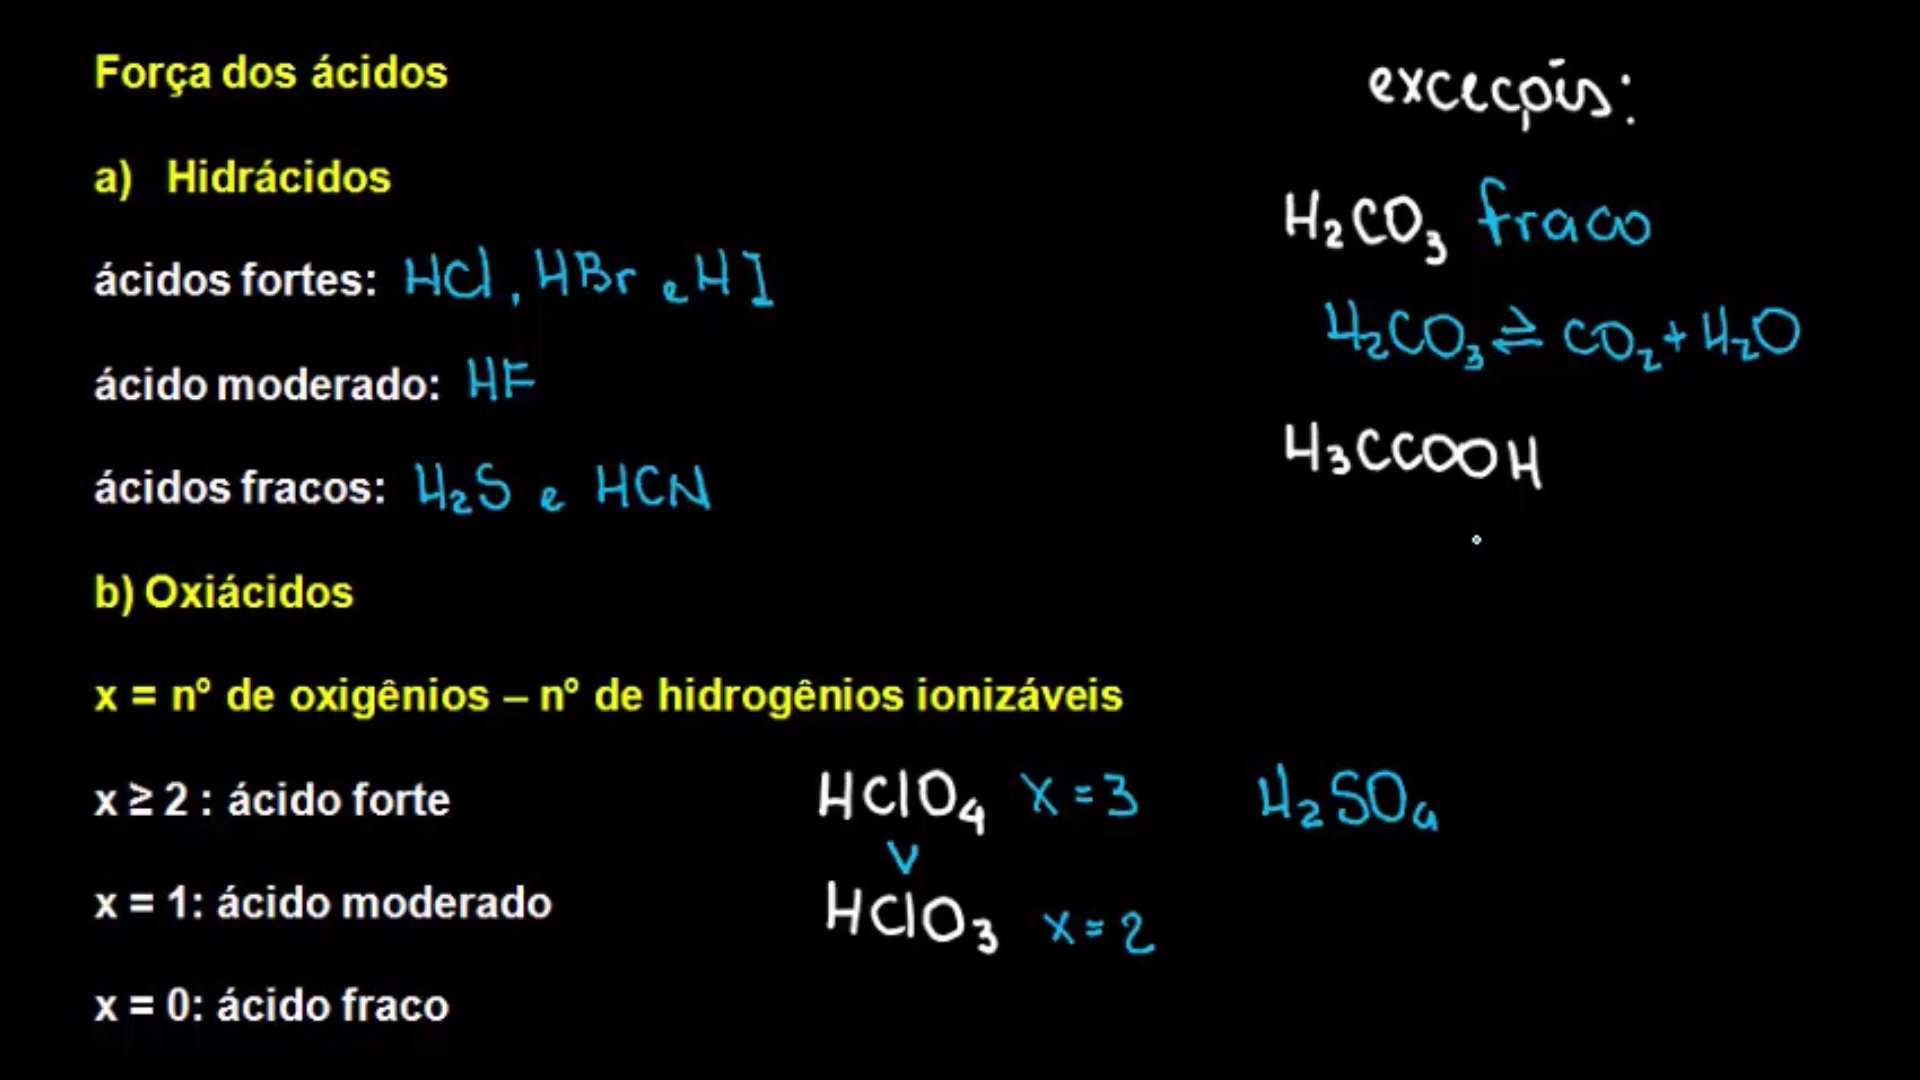 Força dos ácidos
a) Hidrácidos
ácidos fortes: HCl, HBr e HI
ácido moderado: HF
ácidos fracos: H₂S e HCN
b) Oxiácidos
x = nº de oxigênios – nº de hidrogênios ionizáveis
x ≥ 2 : ácido forte
x = 1: ácido moderado
x = 0: ácido fraco
HClO₄ x = 3
v
HClO₃ x = 2
H₂SO₄
exceções:
H₂CO₃ fraco
H₂CO₃ ⇌ CO₂ + H₂O
H₃CCOOH